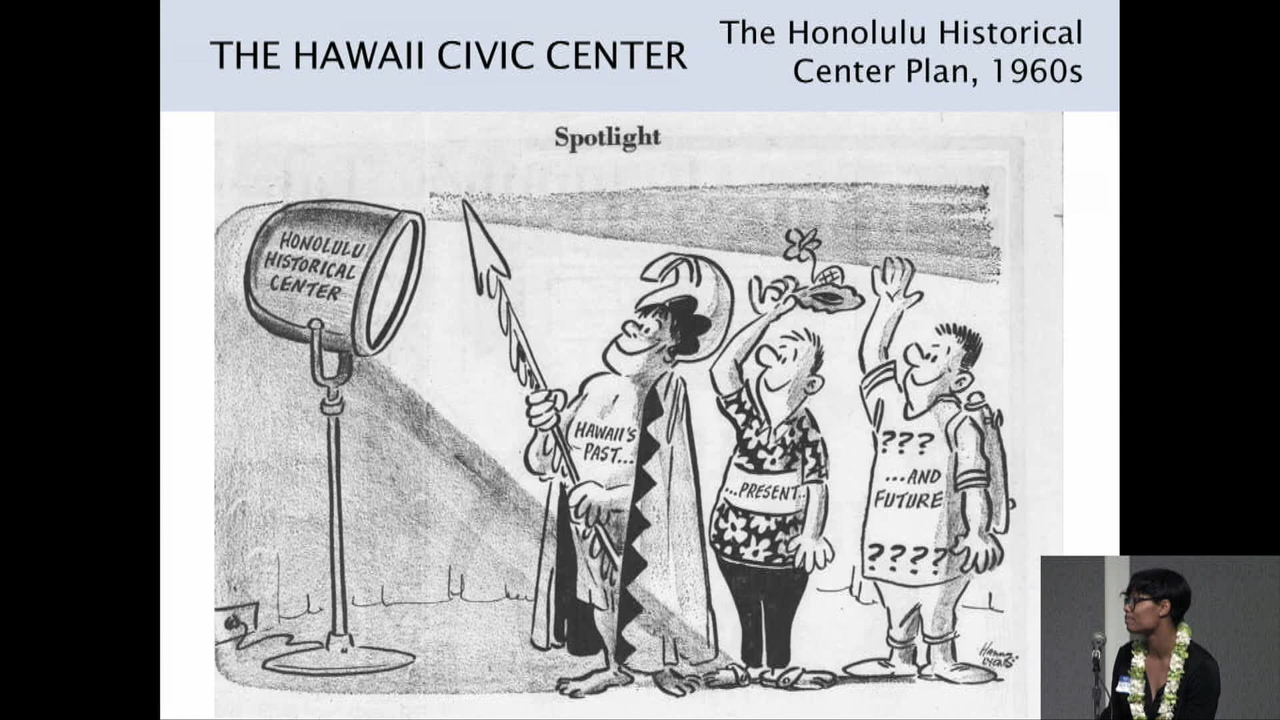 THE HAWAII CIVIC CENTER
The Honolulu Historical
Center Plan, 1960s
Spotlight
HONOLULU
HISTORICAL
CENTER
HAWAII'S
PAST...
...PRESENT..
???
...AND
FUTURE
????